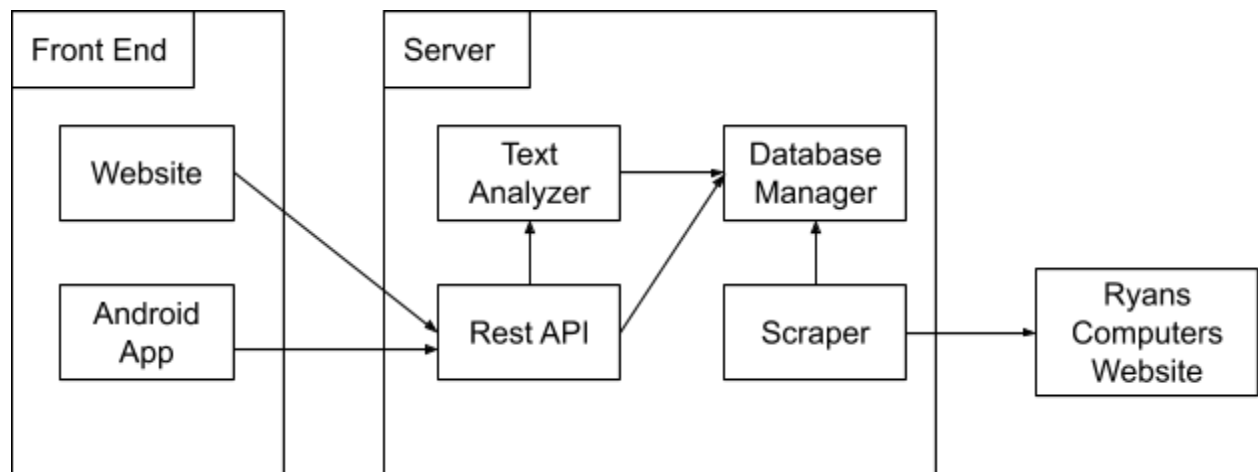 Front End
Server
Website
Text
Analyzer
Database
Manager
Android
App
Rest API
Scraper
Ryans
Computers
Website